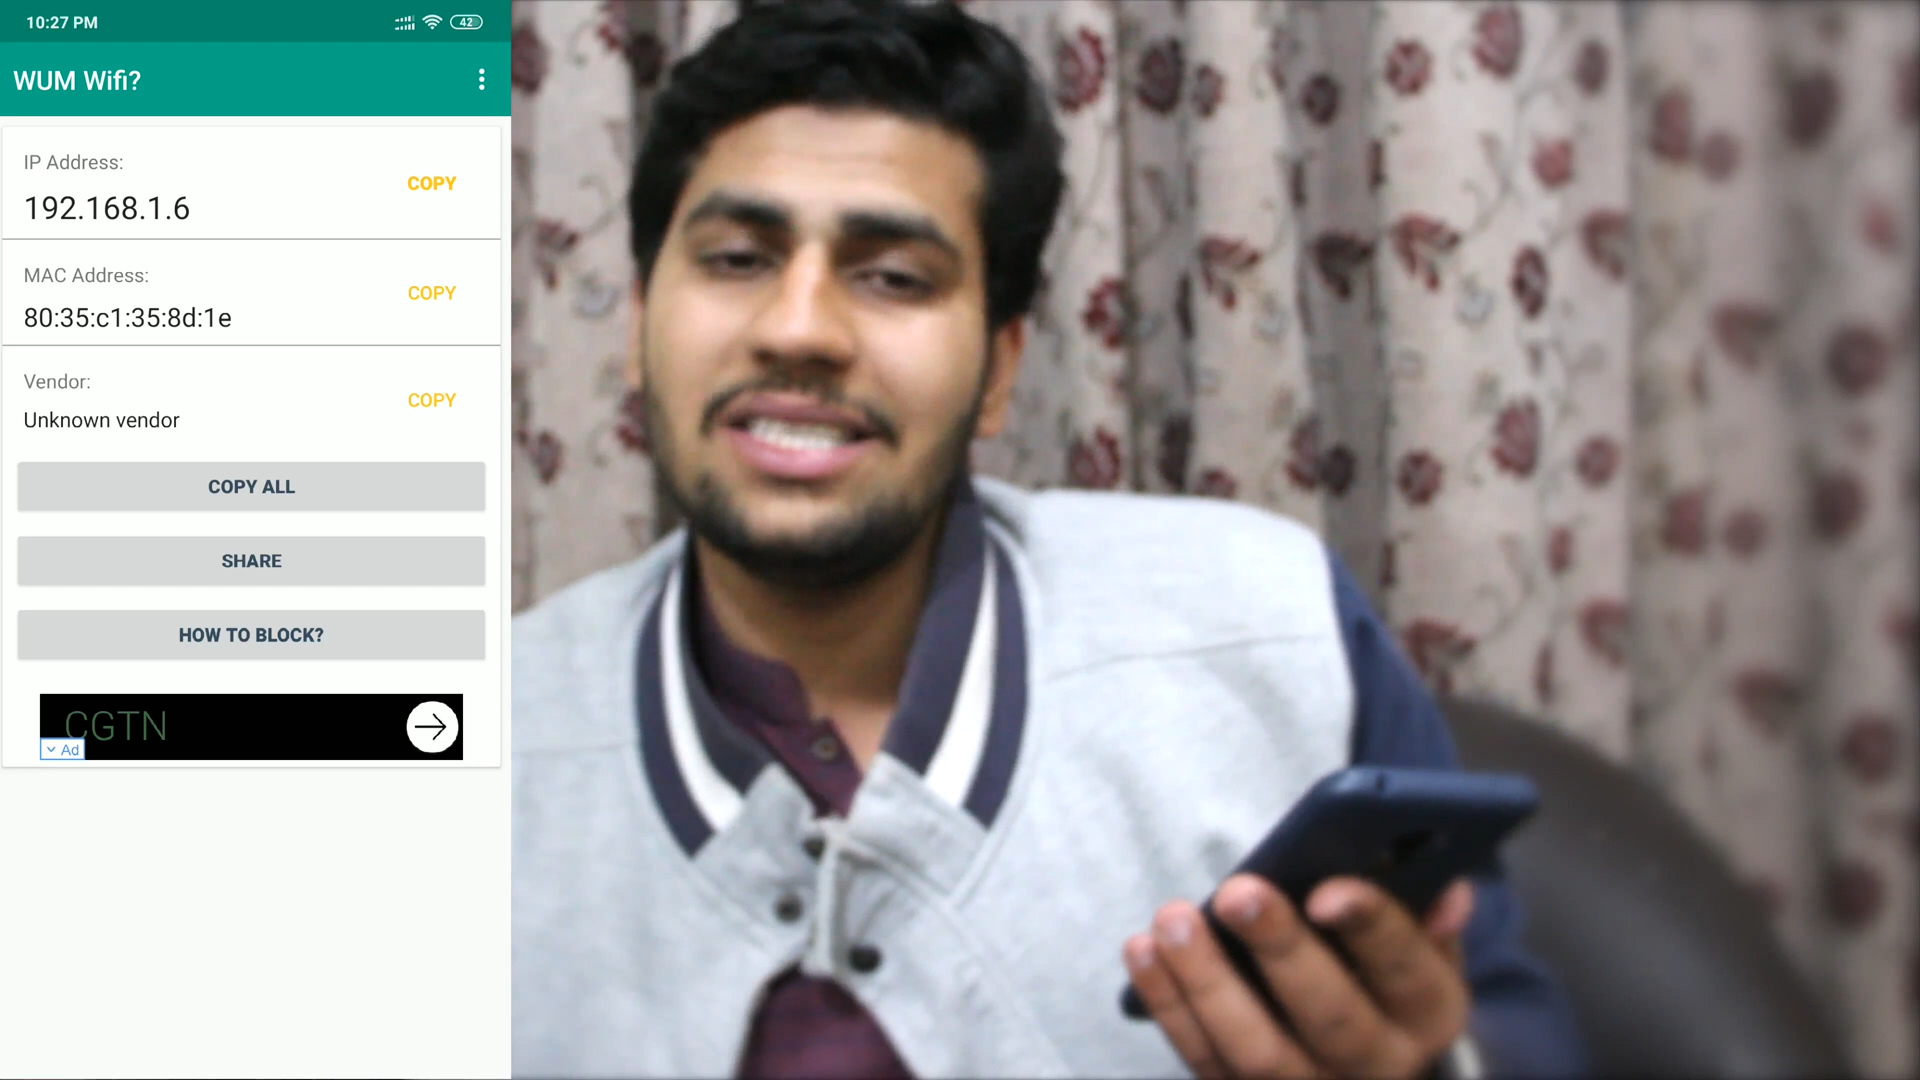 10:27 PM
42
WUM Wifi?
IP Address:
COPY
192.168.1.6
MAC Address:
COPY
80:35:c1:35:8d:1e
Vendor:
COPY
Unknown vendor
COPY ALL
SHARE
HOW TO BLOCK?
CGTN
Ad